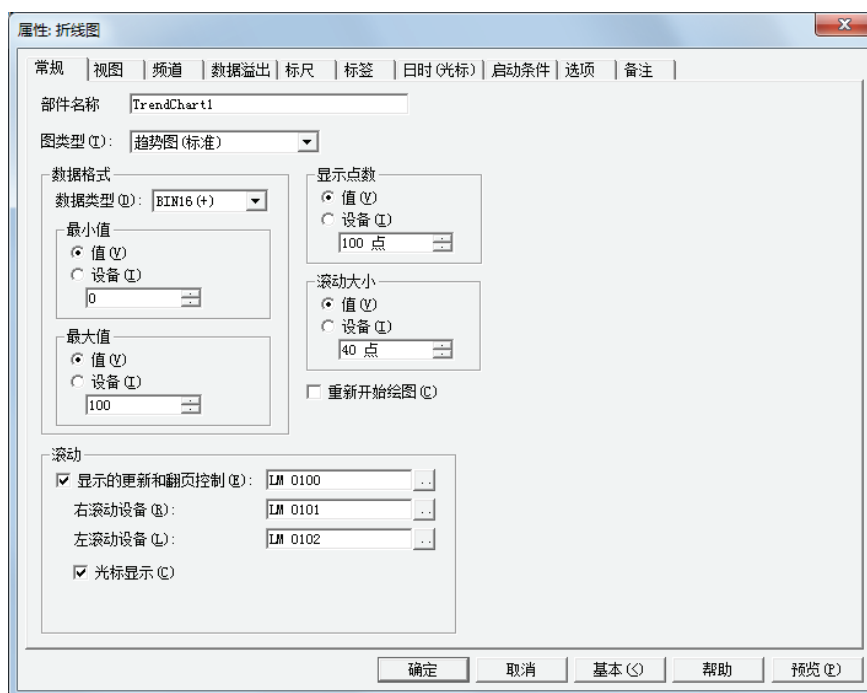 属性: 折线图
常规 视图 频道 数据溢出 标尺 标签 日时(光标) 启动条件 选项 备注
部件名称 TrendChart1
图类型(T): 趋势图(标准)
数据格式
数据类型(D): BIN16(+)
最小值
值(V)
设备(I)
0
最大值
值(V)
设备(I)
100
显示点数
值(V)
设备(I)
100 点
滚动大小
值(V)
设备(I)
40 点
重新开始绘图(C)
滚动
显示的更新和翻页控制(E): LM 0100 ..
右滚动设备(R): LM 0101 ..
左滚动设备(L): LM 0102 ..
光标显示(C)
确定 取消 基本(<) 帮助 预览(P)